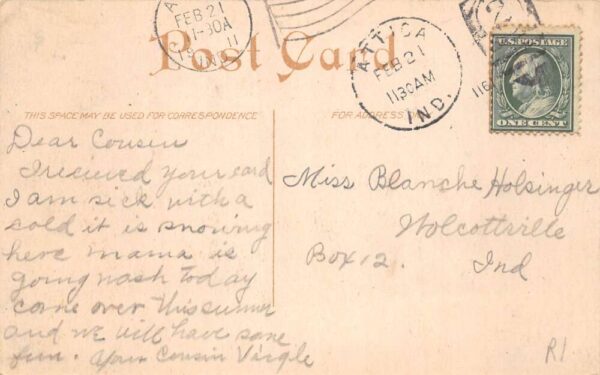 FEB 21
11-30A
1911
IND.
Post Card
ATTICA
FEB 21
1130AM
IND.
U.S. POSTAGE
ONE CENT
THIS SPACE MAY BE USED FOR CORRESPONDENCE
FOR ADDRESS
Dear Cousin
I recieved your card
I am sick with a
cold it is snowing
here mama is
going wash today
come over this summer
and we will have some
fun. Your Cousin Virgle
Miss Blanche Holsinger
Wolcottville
Box 12. Ind
R1